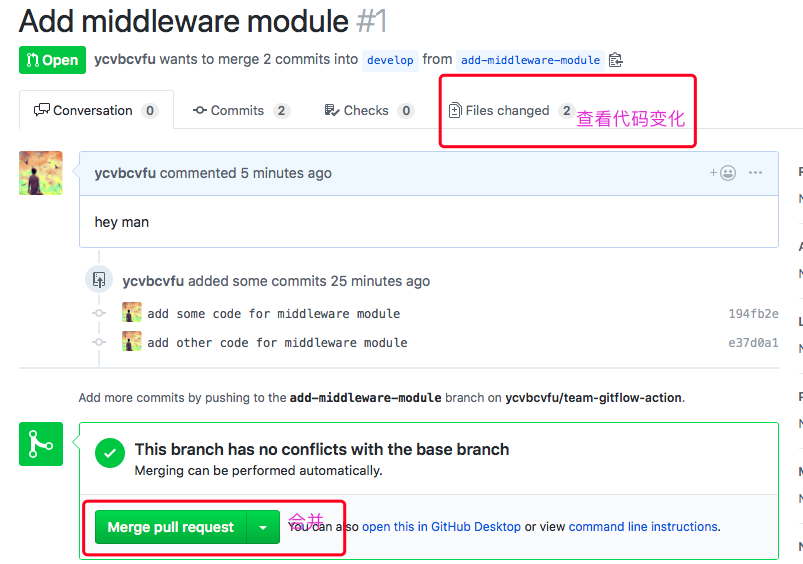 Add middleware module #1
Open ycvbcvfu wants to merge 2 commits into develop from add-middleware-module
Conversation 0 Commits 2 Checks 0 Files changed 2 查看代码变化
ycvbcvfu commented 5 minutes ago
hey man
ycvbcvfu added some commits 25 minutes ago
add some code for middleware module 194fb2e
add other code for middleware module e37d0a1
Add more commits by pushing to the add-middleware-module branch on ycvbcvfu/team-gitflow-action.
This branch has no conflicts with the base branch
Merging can be performed automatically.
Merge pull request 合并 You can also open this in GitHub Desktop or view command line instructions.